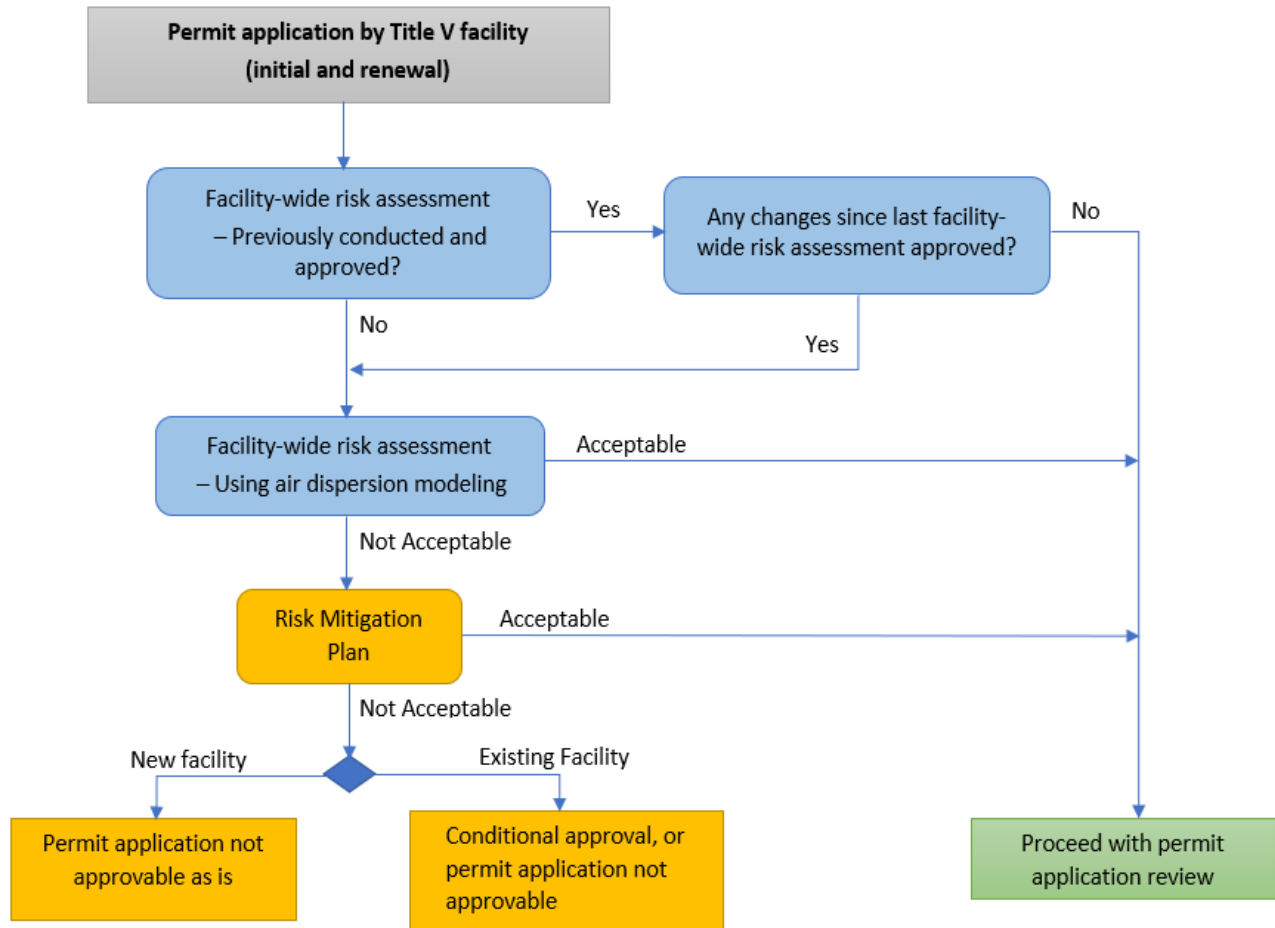 Permit application by Title V facility
(initial and renewal)
Facility-wide risk assessment
– Previously conducted and
approved?
Yes
Any changes since last facility-
wide risk assessment approved?
No
No
Yes
Facility-wide risk assessment
– Using air dispersion modeling
Acceptable
Not Acceptable
Risk Mitigation
Plan
Acceptable
Not Acceptable
New facility
Existing Facility
Permit application not
approvable as is
Conditional approval, or
permit application not
approvable
Proceed with permit
application review